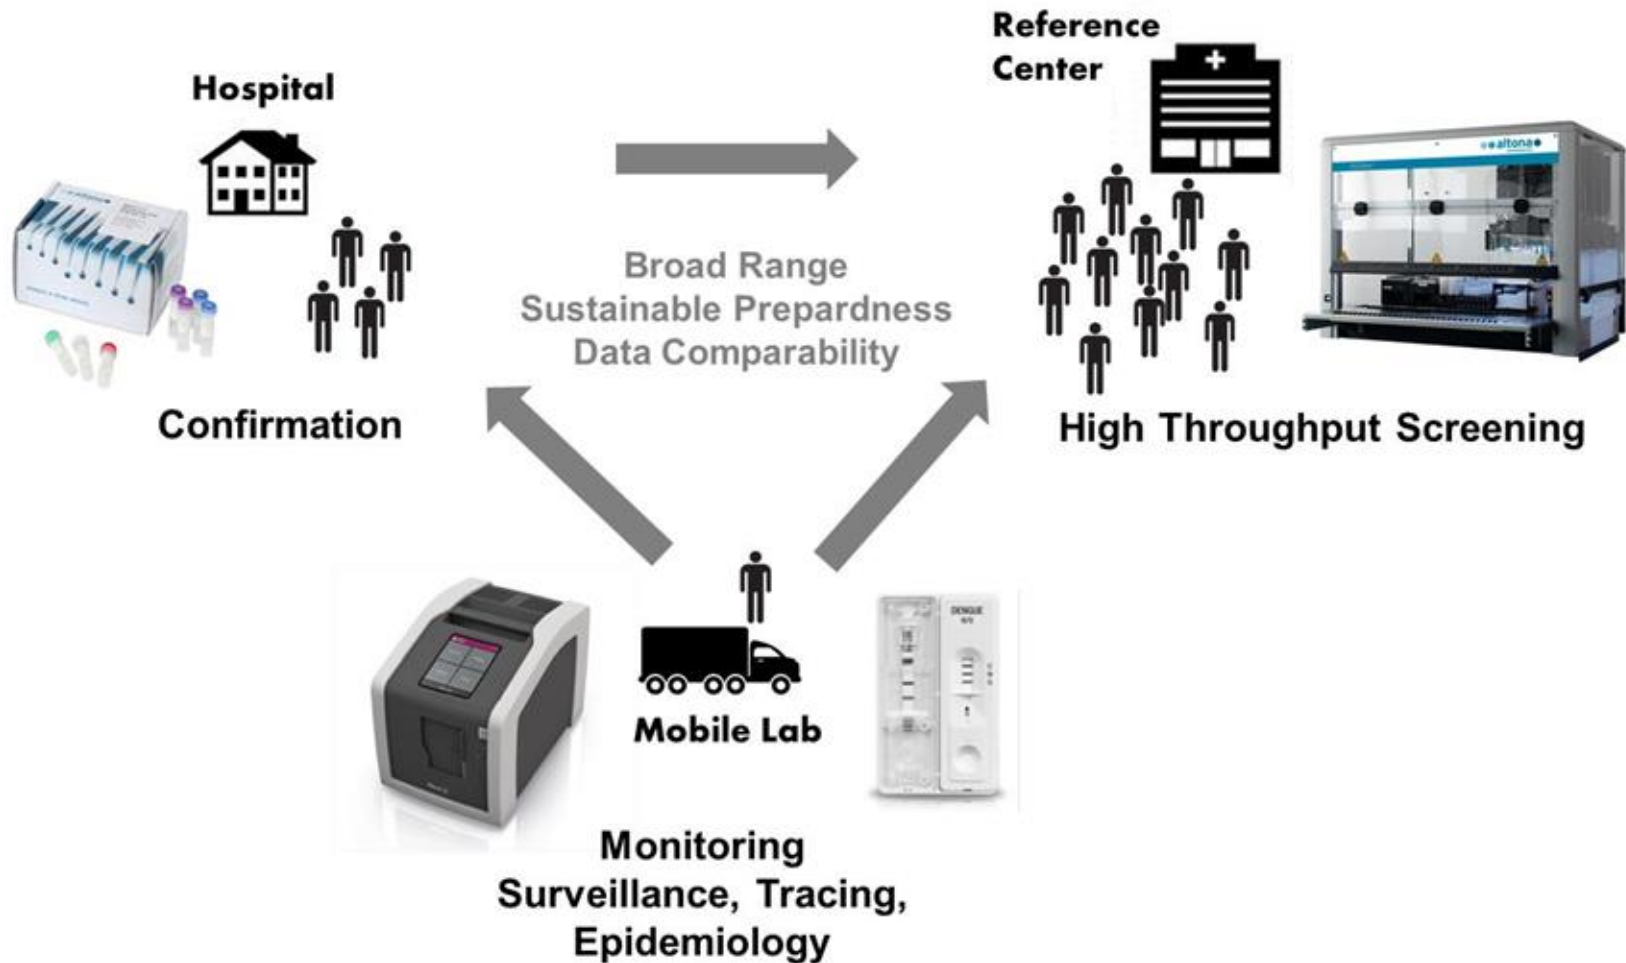 Reference
Center
Hospital
altona
Broad Range
Sustainable Prepardness
Data Comparability
Confirmation
High Throughput Screening
DENGUE
Mobile Lab
Monitoring
Surveillance, Tracing,
Epidemiology